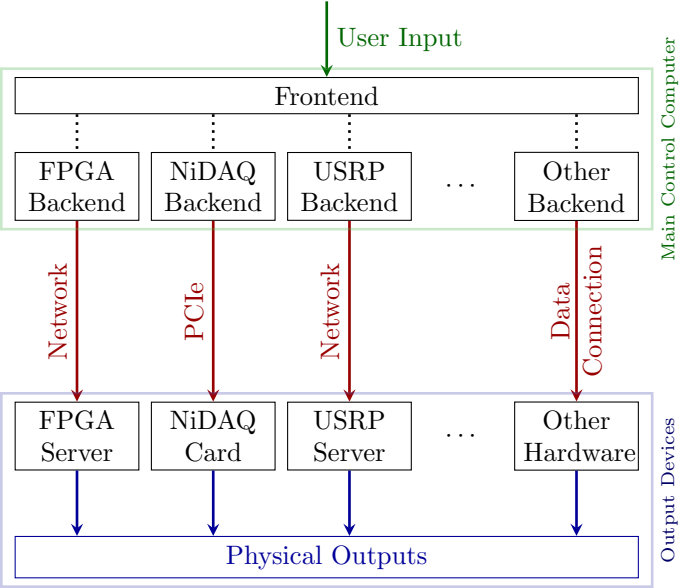 User Input
Frontend
FPGA
Backend
NiDAQ
Backend
USRP
Backend
...
Other
Backend
Main Control Computer
Network
PCIe
Network
Data
Connection
FPGA
Server
NiDAQ
Card
USRP
Server
...
Other
Hardware
Output Devices
Physical Outputs